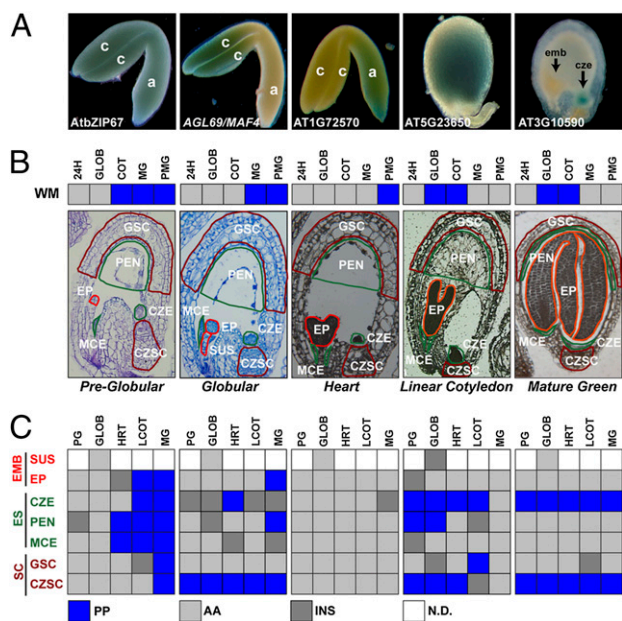 A
c c a
c c a
c c a
emb cze
AtbZIP67 AGL69/MAF4 AT1G72570 AT5G23650 AT3G10590
B
24H GLOB COT MG PMG 24H GLOB COT MG PMG 24H GLOB COT MG PMG 24H GLOB COT MG PMG 24H GLOB COT MG PMG
WM
GSC PEN EP MCE CZE CZSC
GSC PEN EP MCE SUS CZE CZSC
GSC PEN EP MCE CZE CZSC
GSC PEN EP MCE CZE CZSC
GSC EP MCE CZE CZSC
Pre-Globular Globular Heart Linear Cotyledon Mature Green
C
PG GLOB HRT LCOT MG PG GLOB HRT LCOT MG PG GLOB HRT LCOT MG PG GLOB HRT LCOT MG PG GLOB HRT LCOT MG
EMB SUS
EP
ES CZE
PEN
MCE
SC GSC
CZSC
PP AA INS N.D.